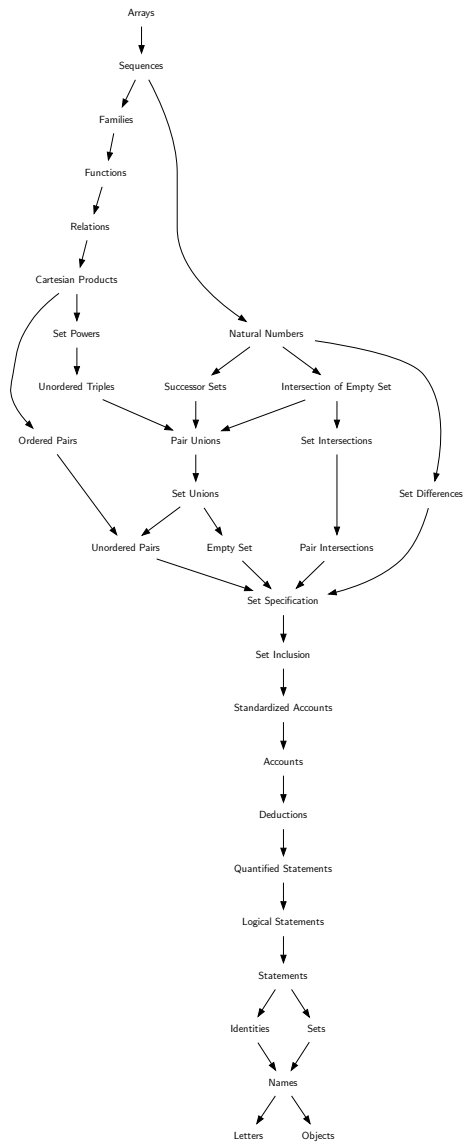 Arrays
Sequences
Families
Functions
Relations
Cartesian Products
Set Powers
Natural Numbers
Unordered Triples
Successor Sets
Intersection of Empty Set
Ordered Pairs
Pair Unions
Set Intersections
Set Unions
Set Differences
Unordered Pairs
Empty Set
Pair Intersections
Set Specification
Set Inclusion
Standardized Accounts
Accounts
Deductions
Quantified Statements
Logical Statements
Statements
Identities
Sets
Names
Letters
Objects